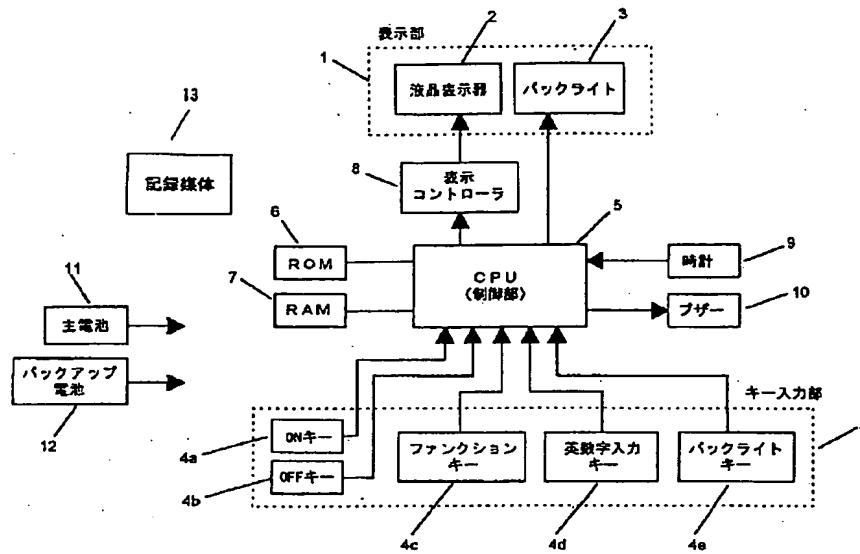 表示部
1
2
3
液晶表示器
バックライト
13
記録媒体
8
表示
コントローラ
5
6
ROM
CPU
(制御部)
時計
9
7
RAM
ブザー
10
11
主電池
バックアップ
電池
12
キー入力部
4a
ONキー
4b
OFFキー
ファンクション
キー
英数字入力
キー
バックライト
キー
4c
4d
4e